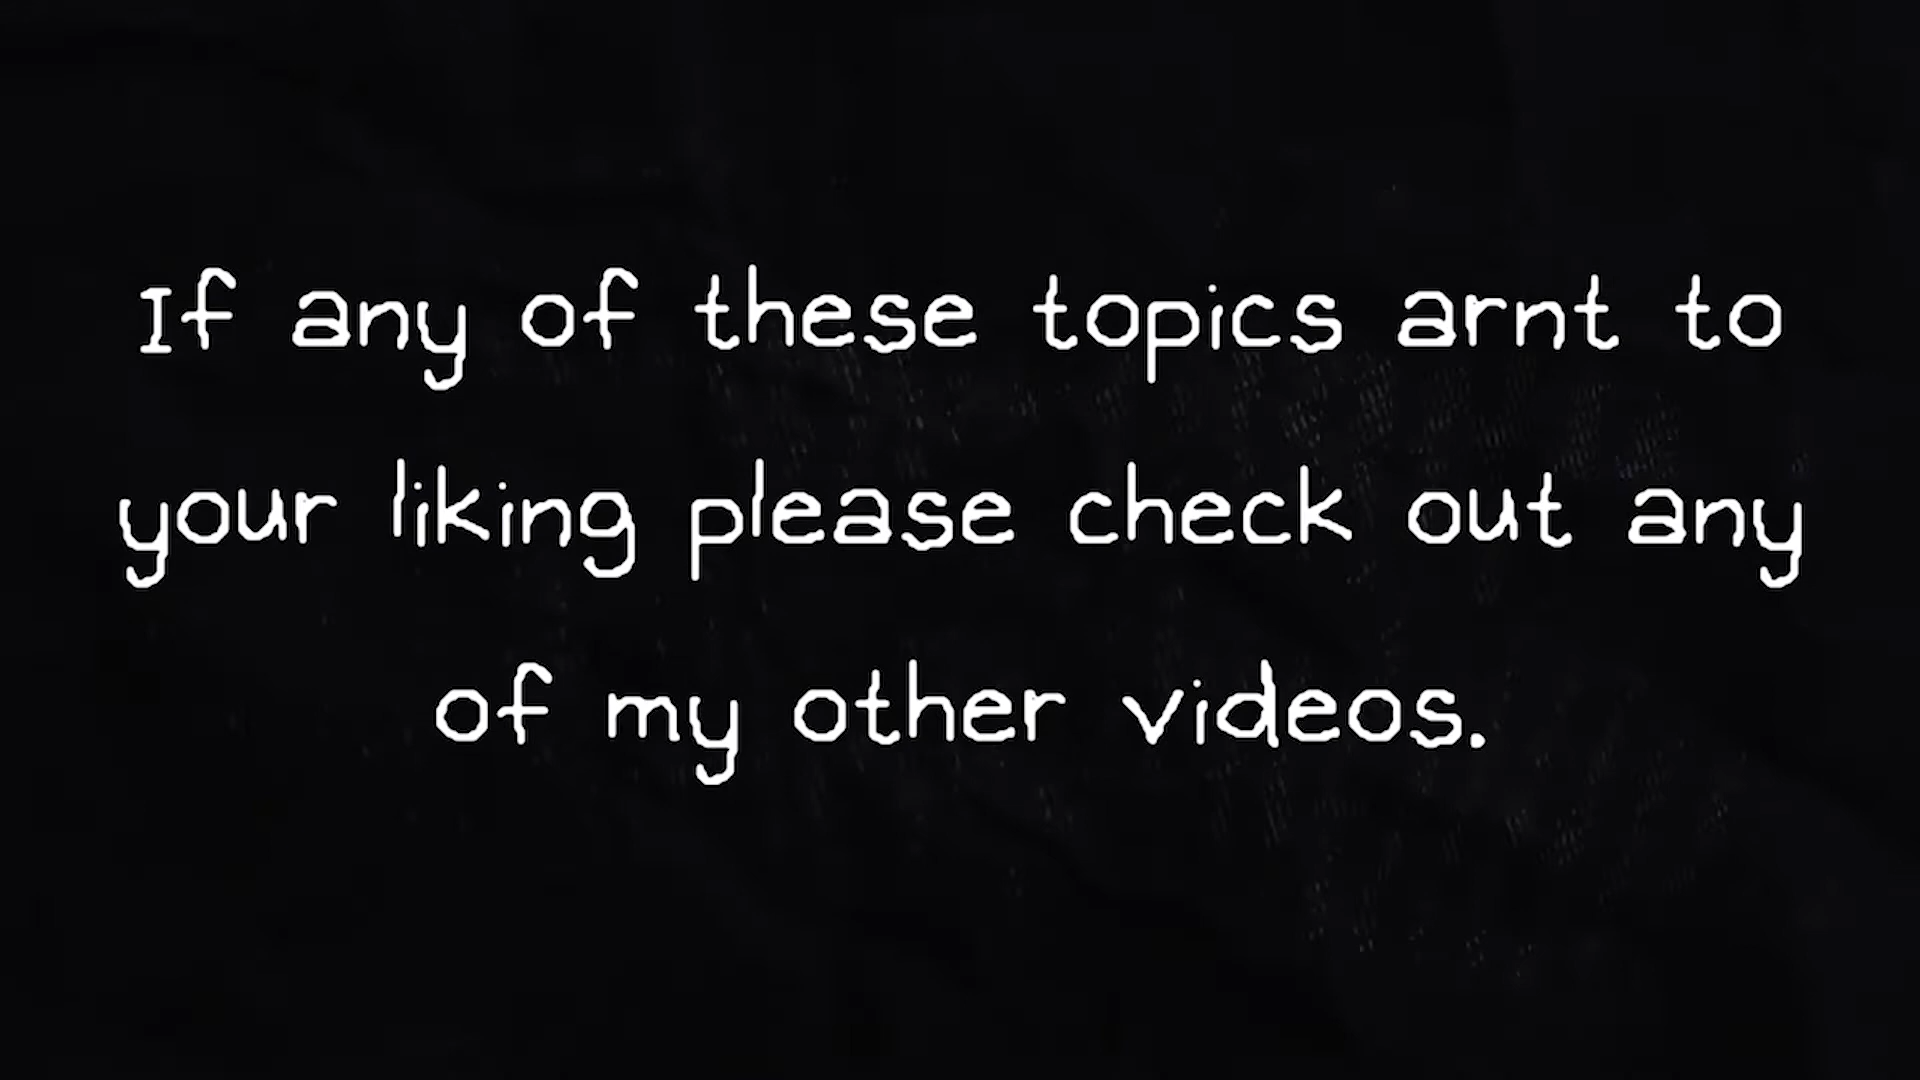 If any of these topics arnt to
your liking please check out any
of my other videos.